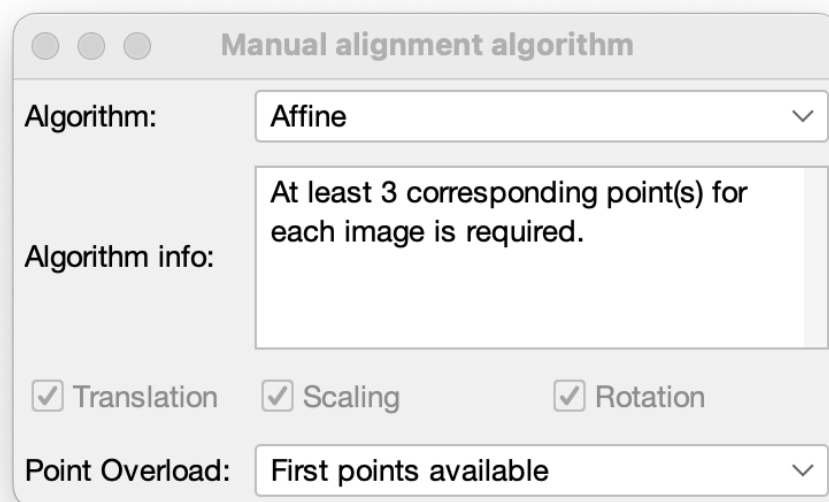 Manual alignment algorithm
Algorithm: Affine
At least 3 corresponding point(s) for
each image is required.
Algorithm info:
Translation Scaling Rotation
Point Overload: First points available